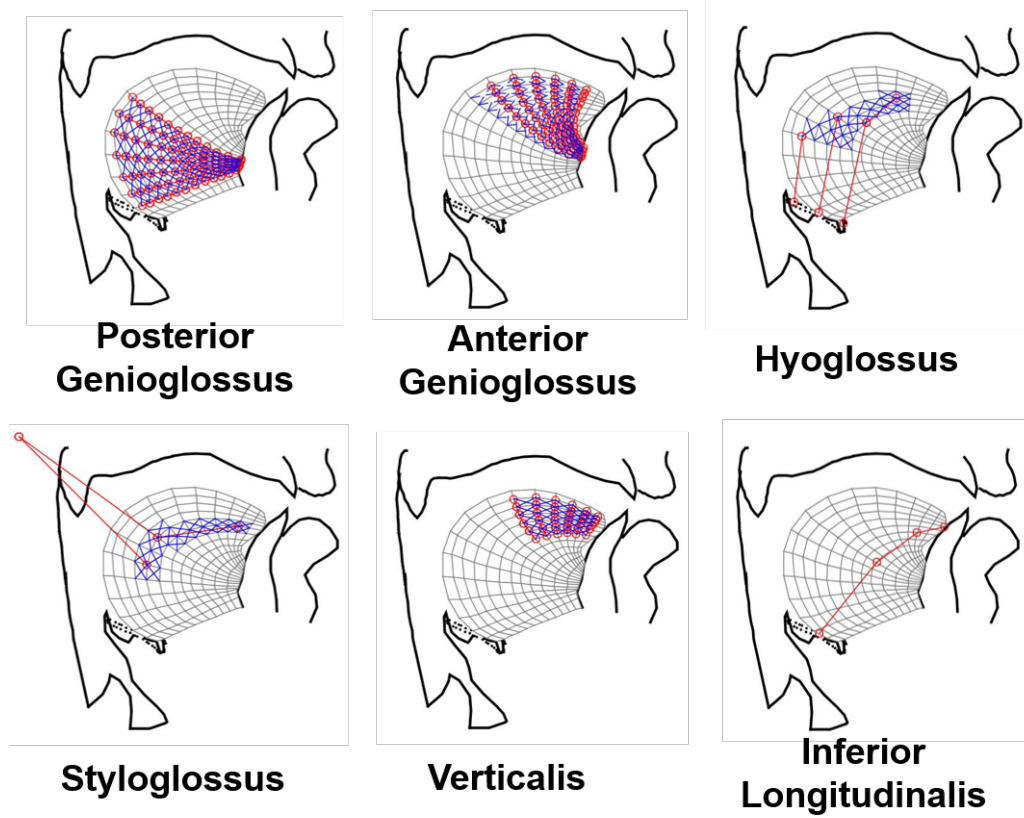 Posterior
Genioglossus
Anterior
Genioglossus
Hyoglossus
Styloglossus
Verticalis
Inferior
Longitudinalis